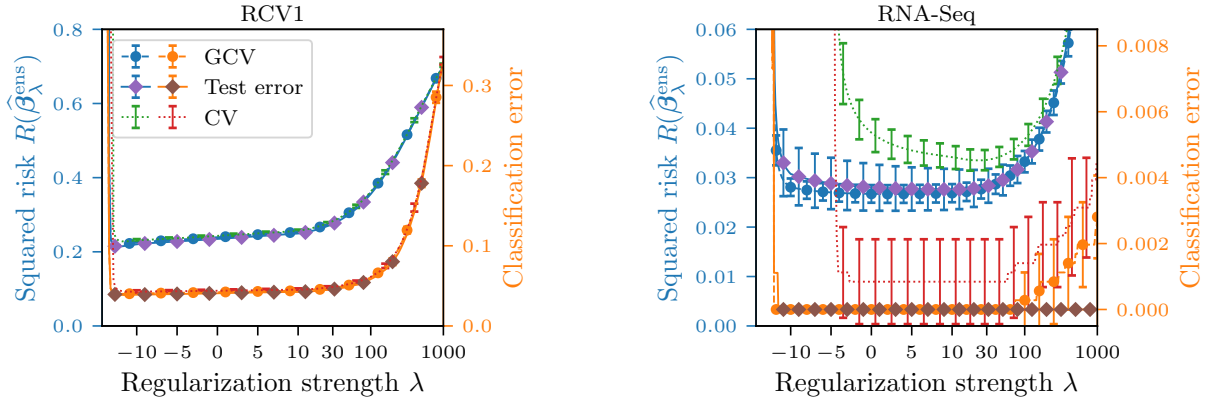 RCV1
0.8
0.6
0.4
0.2
0.0
Squared risk R(β̂_λ^ens)
GCV
Test error
CV
0.3
0.2
0.1
0.0
Classification error
−10 −5 0 5 10 30 100 1000
Regularization strength λ
RNA-Seq
0.06
0.05
0.04
0.03
0.02
0.01
0.00
Squared risk R(β̂_λ^ens)
0.008
0.006
0.004
0.002
0.000
Classification error
−10 −5 0 5 10 30 100 1000
Regularization strength λ